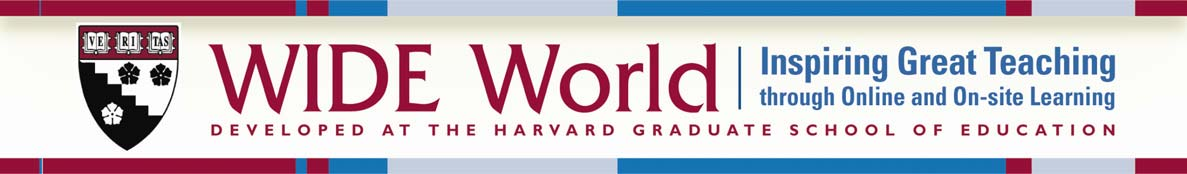 VE RI TAS
WIDE World
Inspiring Great Teaching
through Online and On-site Learning
DEVELOPED AT THE HARVARD GRADUATE SCHOOL OF EDUCATION